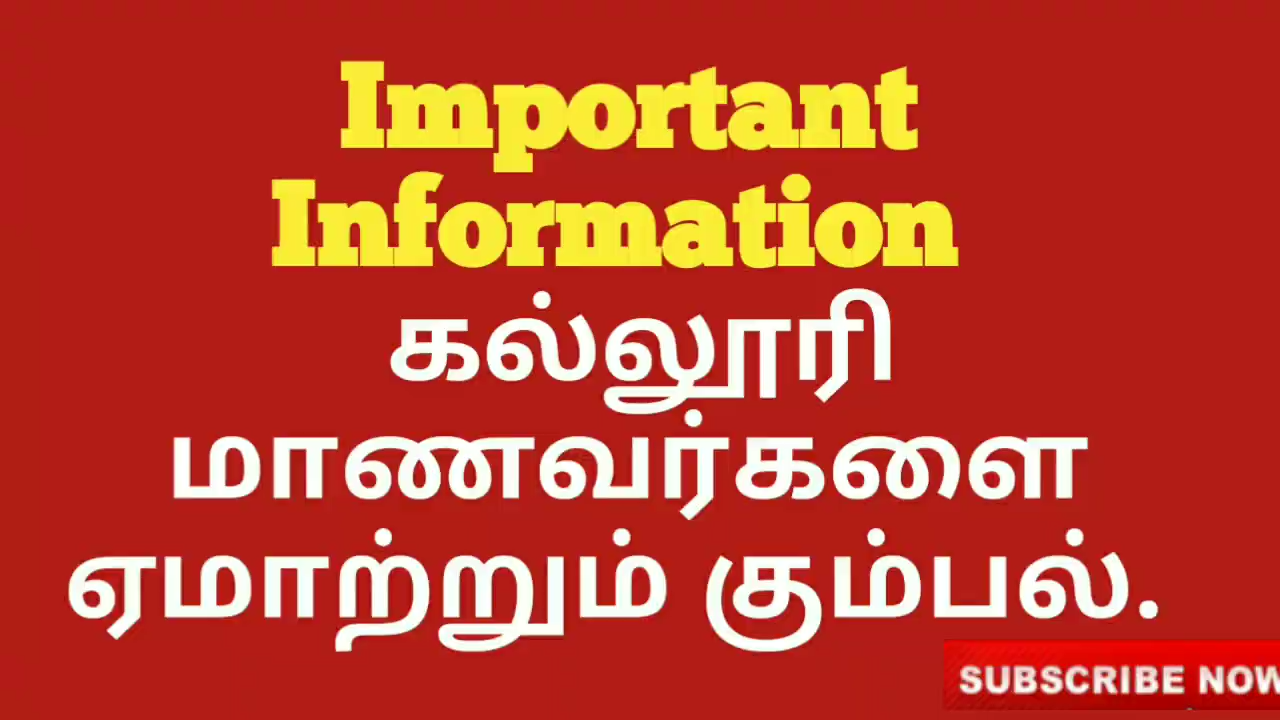 Important
Information
கல்லூரி
மாணவர்களை
ஏமாற்றும் கும்பல்.
SUBSCRIBE NOW